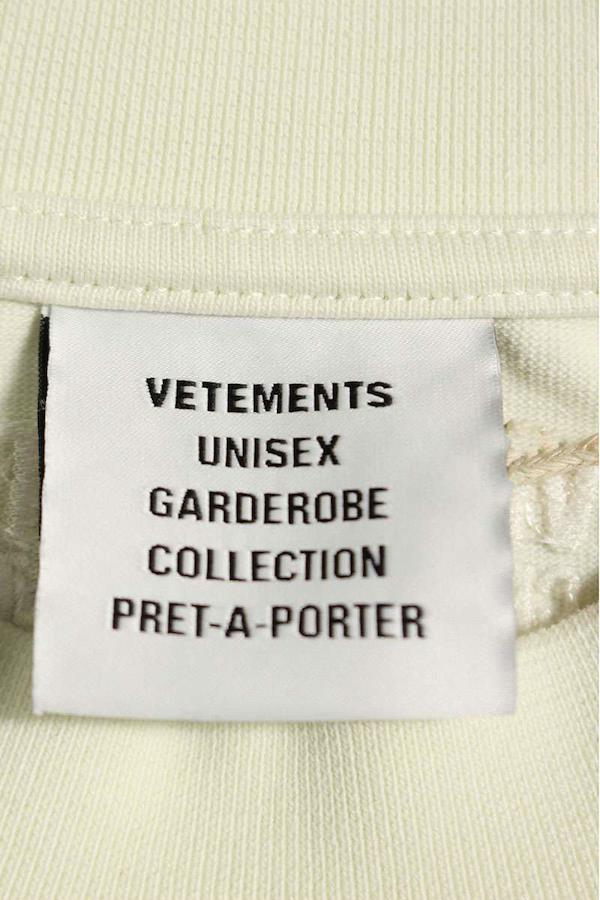 VETEMENTS
UNISEX
GARDEROBE
COLLECTION
PRET-A-PORTER